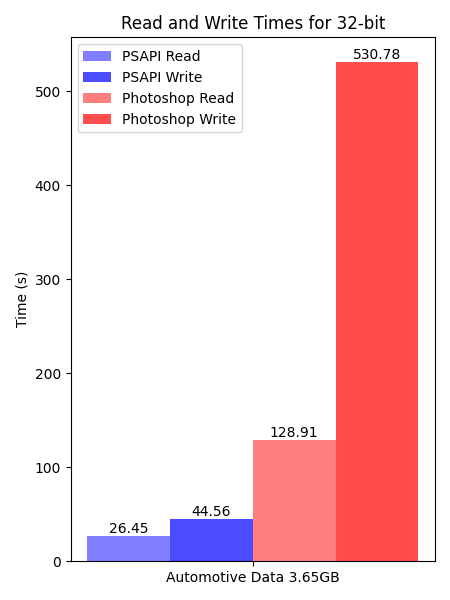 Read and Write Times for 32-bit
PSAPI Read
PSAPI Write
Photoshop Read
Photoshop Write
530.78
500
400
300
200
100
0
Time (s)
128.91
44.56
26.45
Automotive Data 3.65GB